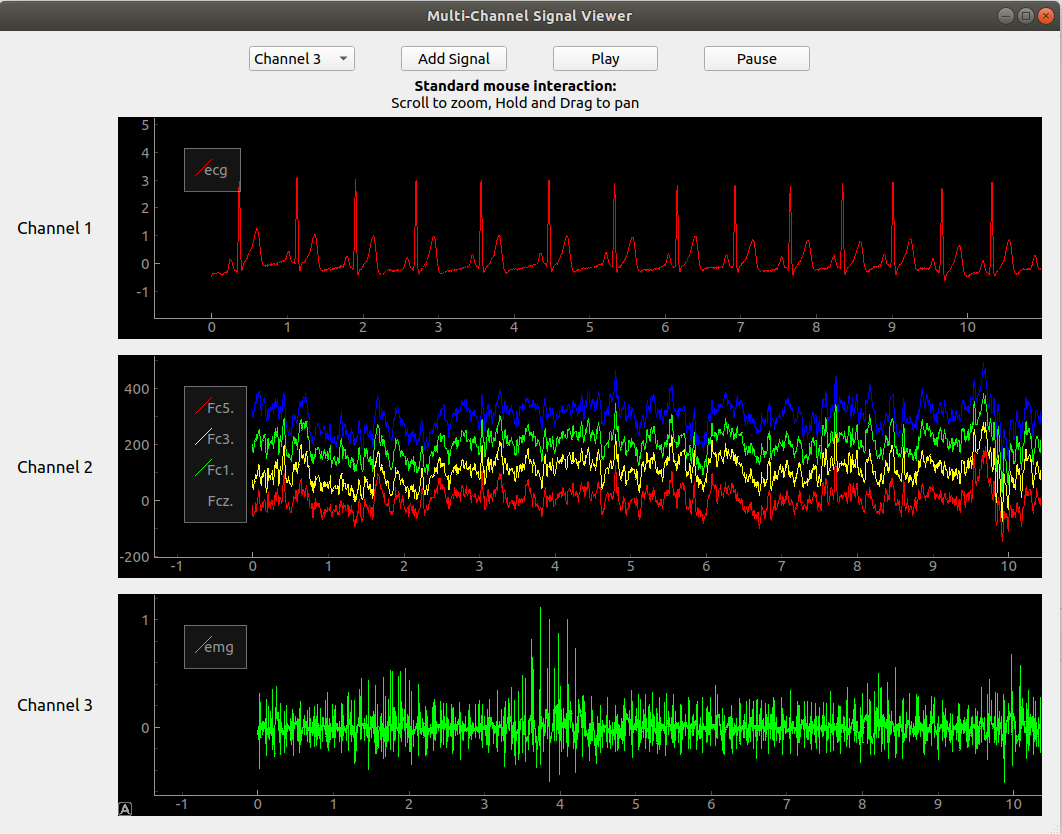 Multi-Channel Signal Viewer
Channel 3 Add Signal Play Pause
Standard mouse interaction:
Scroll to zoom, Hold and Drag to pan
Channel 1
5
4
3
2
1
0
-1
ecg
0 1 2 3 4 5 6 7 8 9 10
Channel 2
400
200
0
-200
Fc5.
Fc3.
Fc1.
Fcz.
-1 0 1 2 3 4 5 6 7 8 9 10
Channel 3
1
0
emg
-1 0 1 2 3 4 5 6 7 8 9 10
A